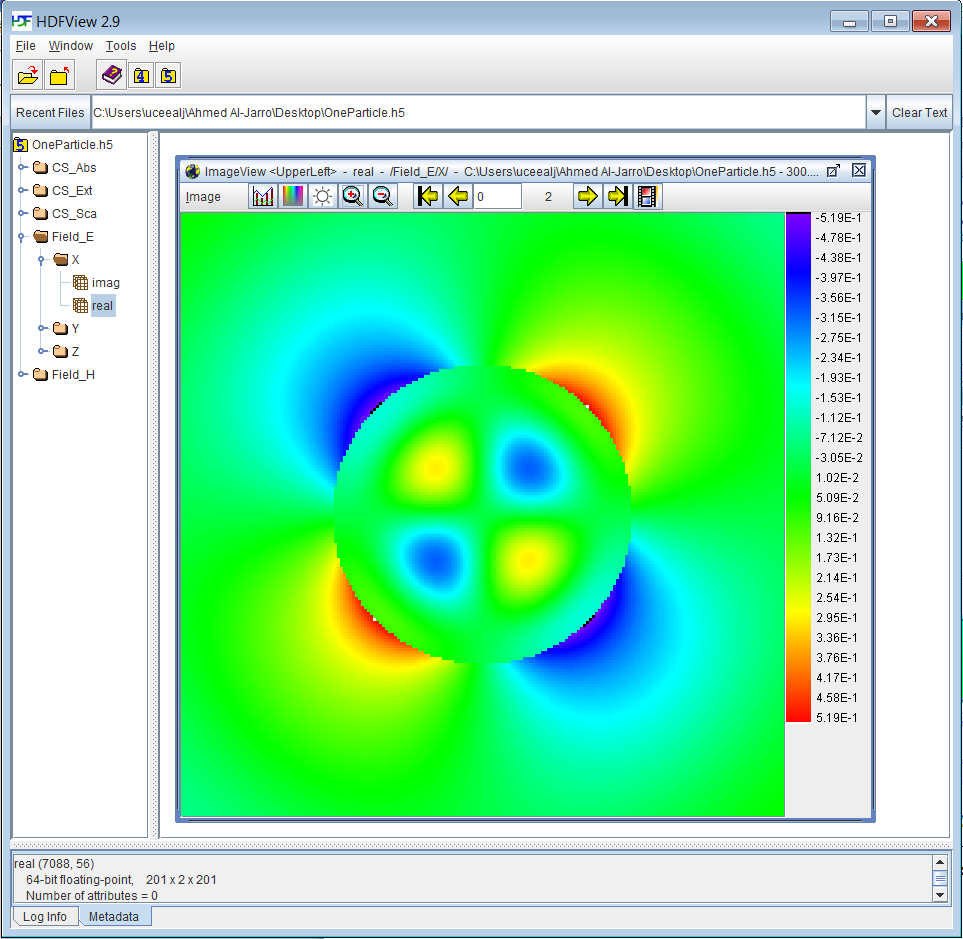 HDF HDFView 2.9
File Window Tools Help
4 5
Recent Files C:\Users\uceealj\Ahmed Al-Jarro\Desktop\OneParticle.h5 Clear Text
5 OneParticle.h5
CS_Abs
CS_Ext
CS_Sca
Field_E
X
imag
real
Y
Z
Field_H
ImageView <UpperLeft> - real - /Field_E/X/ - C:\Users\uceealj\Ahmed Al-Jarro\Desktop\OneParticle.h5 - 300....
Image 0 2
-5.19E-1
-4.78E-1
-4.38E-1
-3.97E-1
-3.56E-1
-3.15E-1
-2.75E-1
-2.34E-1
-1.93E-1
-1.53E-1
-1.12E-1
-7.12E-2
-3.05E-2
1.02E-2
5.09E-2
9.16E-2
1.32E-1
1.73E-1
2.14E-1
2.54E-1
2.95E-1
3.36E-1
3.76E-1
4.17E-1
4.58E-1
5.19E-1
real (7088, 56)
64-bit floating-point, 201 x 2 x 201
Number of attributes = 0
Log Info Metadata